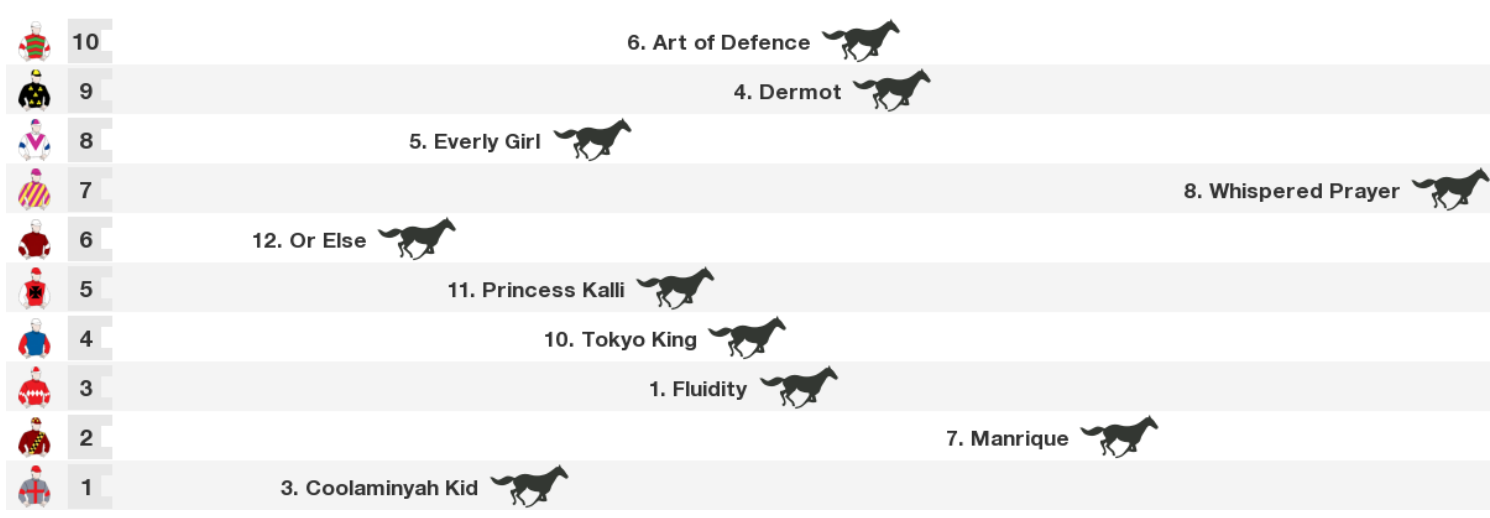 10 6. Art of Defence
9 4. Dermot
8 5. Everly Girl
7 8. Whispered Prayer
6 12. Or Else
5 11. Princess Kalli
4 10. Tokyo King
3 1. Fluidity
2 7. Manrique
1 3. Coolaminyah Kid